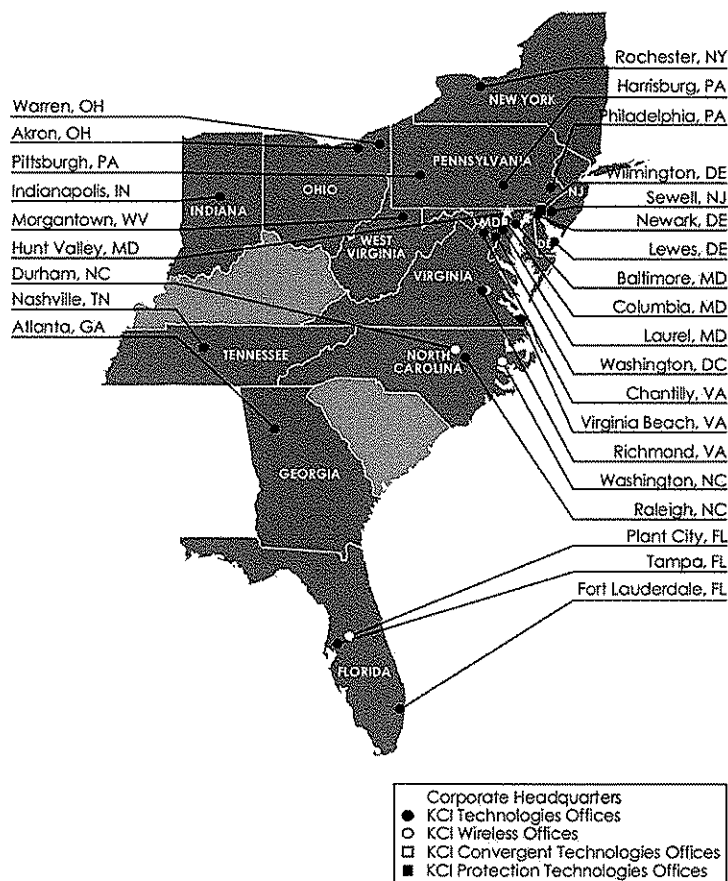 Rochester, NY
Harrisburg, PA
Philadelphia, PA
Wilmington, DE
Sewell, NJ
Newark, DE
Lewes, DE
Baltimore, MD
Columbia, MD
Laurel, MD
Washington, DC
Chantilly, VA
Virginia Beach, VA
Richmond, VA
Washington, NC
Raleigh, NC
Plant City, FL
Tampa, FL
Fort Lauderdale, FL
Warren, OH
Akron, OH
Pittsburgh, PA
Indianapolis, IN
Morgantown, WV
Hunt Valley, MD
Durham, NC
Nashville, TN
Atlanta, GA
NEW YORK
PENNSYLVANIA
NJ
OHIO
INDIANA
MD
D
WEST
VIRGINIA
VIRGINIA
TENNESSEE
NORTH
CAROLINA
GEORGIA
FLORIDA
Corporate Headquarters
KCI Technologies Offices
KCI Wireless Offices
KCI Convergent Technologies Offices
KCI Protection Technologies Offices